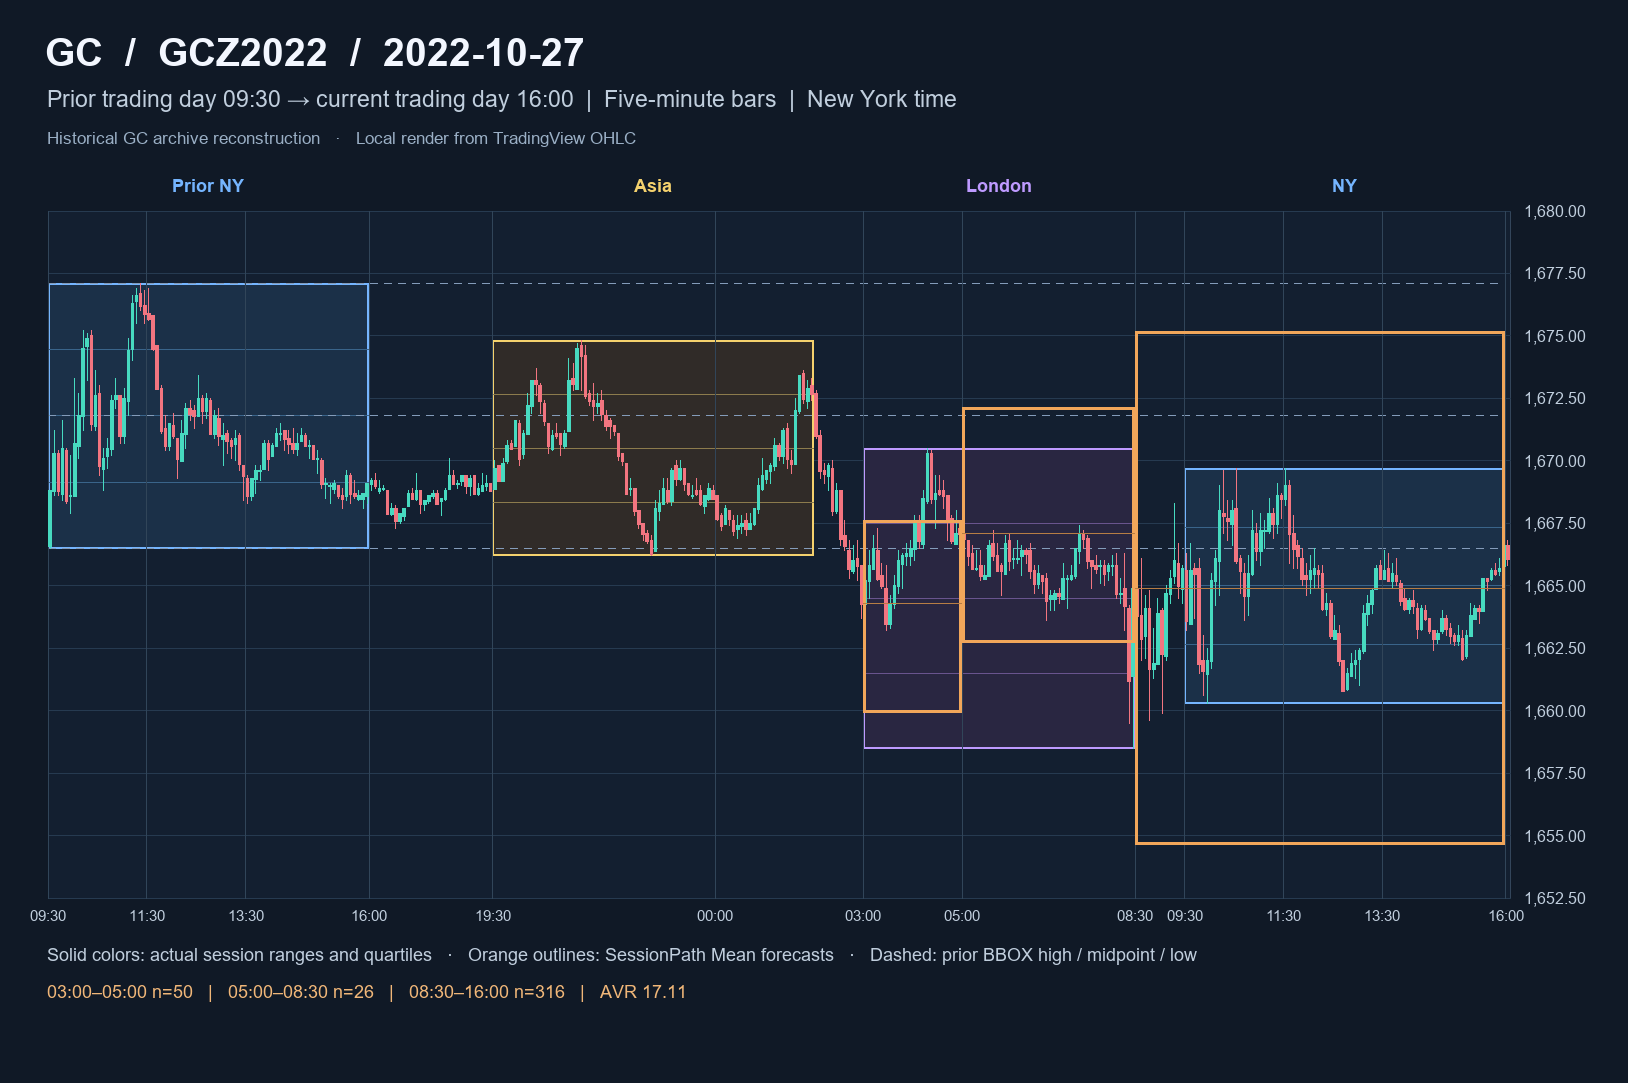 GC / GCZ2022 / 2022-10-27
Prior trading day 09:30 → current trading day 16:00 | Five-minute bars | New York time
Historical GC archive reconstruction · Local render from TradingView OHLC
Prior NY Asia London NY
1,680.00
1,677.50
1,675.00
1,672.50
1,670.00
1,667.50
1,665.00
1,662.50
1,660.00
1,657.50
1,655.00
1,652.50
09:30 11:30 13:30 16:00 19:30 00:00 03:00 05:00 08:30 09:30 11:30 13:30 16:00
Solid colors: actual session ranges and quartiles · Orange outlines: SessionPath Mean forecasts · Dashed: prior BBOX high / midpoint / low
03:00–05:00 n=50 | 05:00–08:30 n=26 | 08:30–16:00 n=316 | AVR 17.11